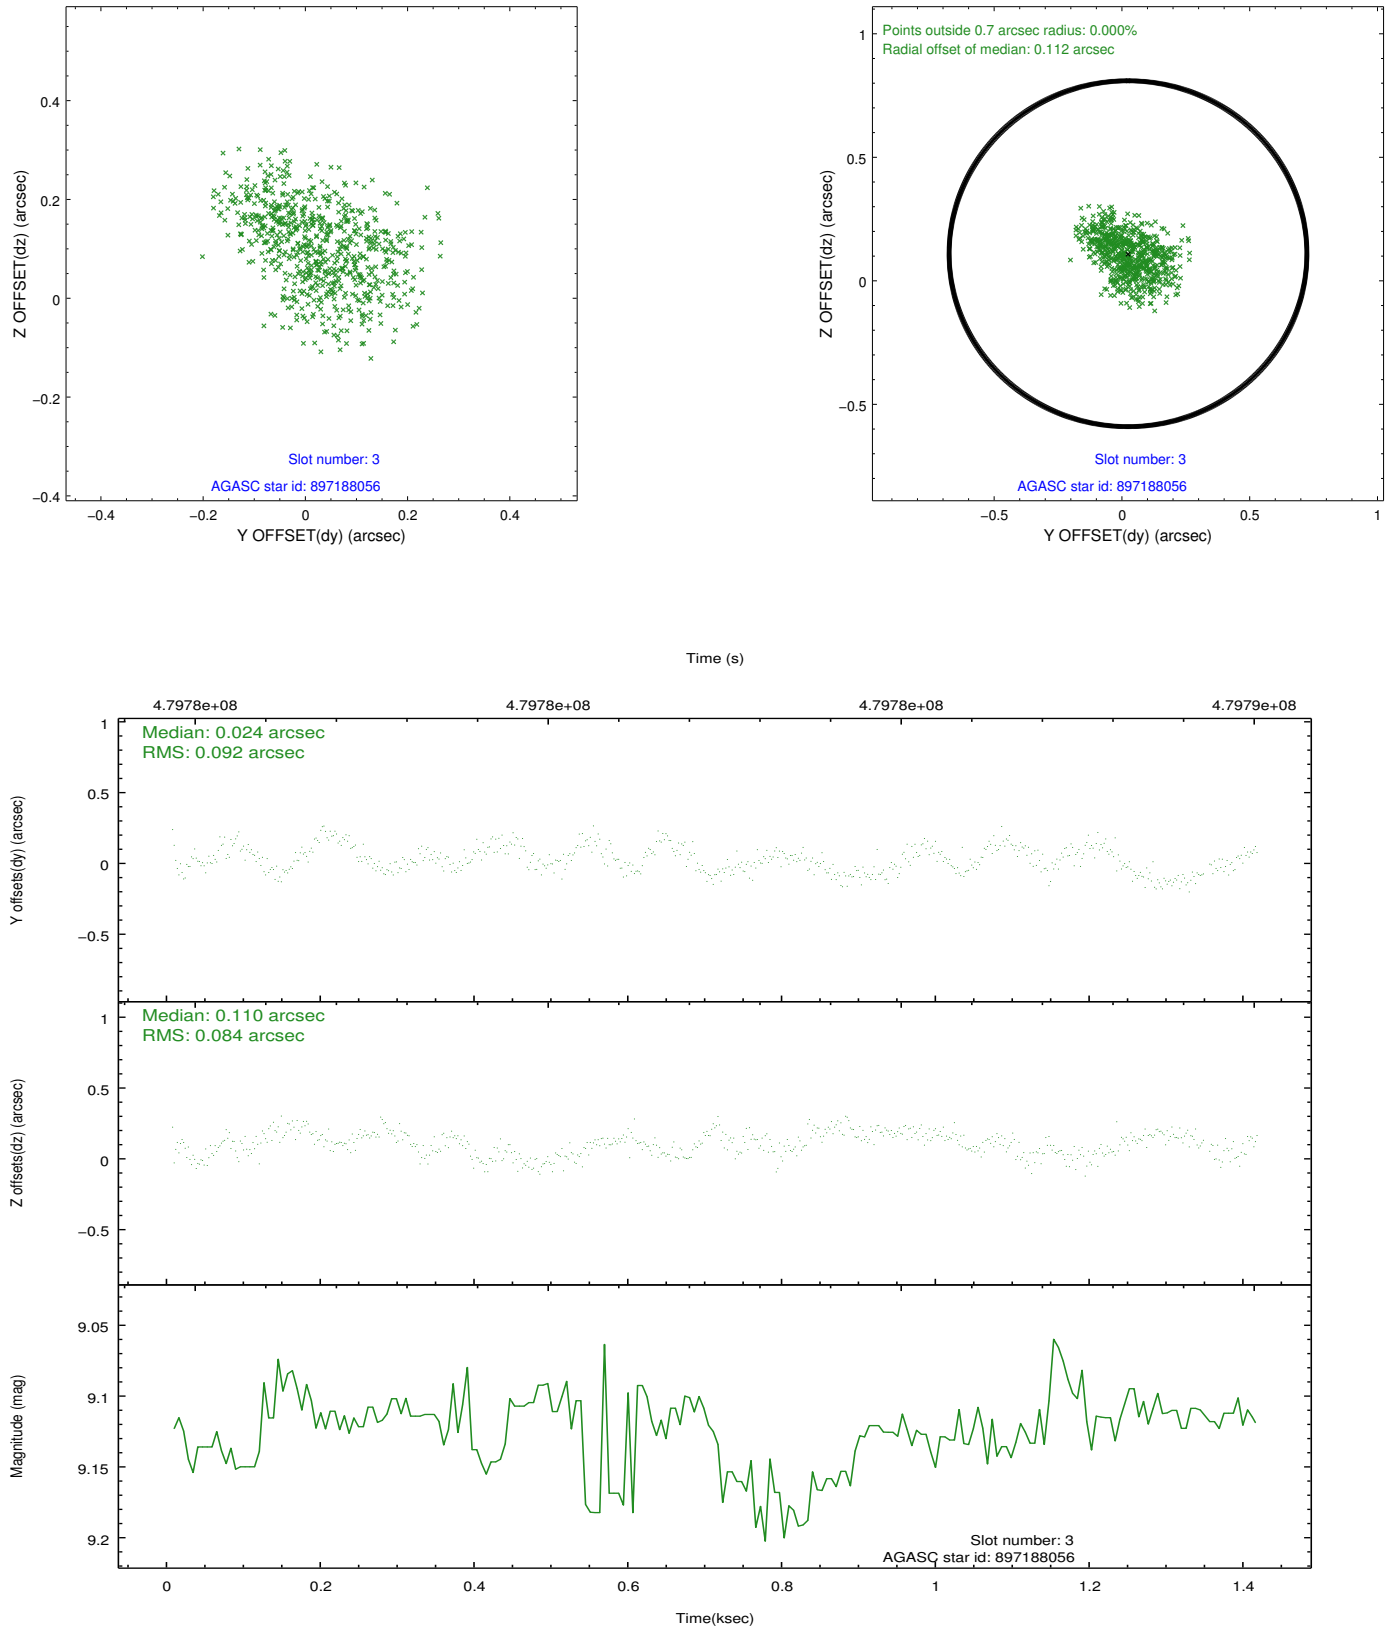 0.4
0.2
0
−0.2
−0.4
−0.4
−0.2
0
0.2
0.4
Z OFFSET(dz) (arcsec)
Y OFFSET(dy) (arcsec)
Slot number: 3
AGASC star id: 897188056
Points outside 0.7 arcsec radius: 0.000%
Radial offset of median: 0.112 arcsec
1
0.5
0
−0.5
−0.5
0
0.5
1
Z OFFSET(dz) (arcsec)
Y OFFSET(dy) (arcsec)
Slot number: 3
AGASC star id: 897188056
Time (s)
4.7978e+08
4.7978e+08
4.7978e+08
4.7979e+08
Median: 0.024 arcsec
RMS: 0.092 arcsec
1
0.5
0
−0.5
Y offsets(dy) (arcsec)
Median: 0.110 arcsec
RMS: 0.084 arcsec
1
0.5
0
−0.5
Z offsets(dz) (arcsec)
9.05
9.1
9.15
9.2
Magnitude (mag)
Slot number: 3
AGASC star id: 897188056
0
0.2
0.4
0.6
0.8
1
1.2
1.4
Time(ksec)